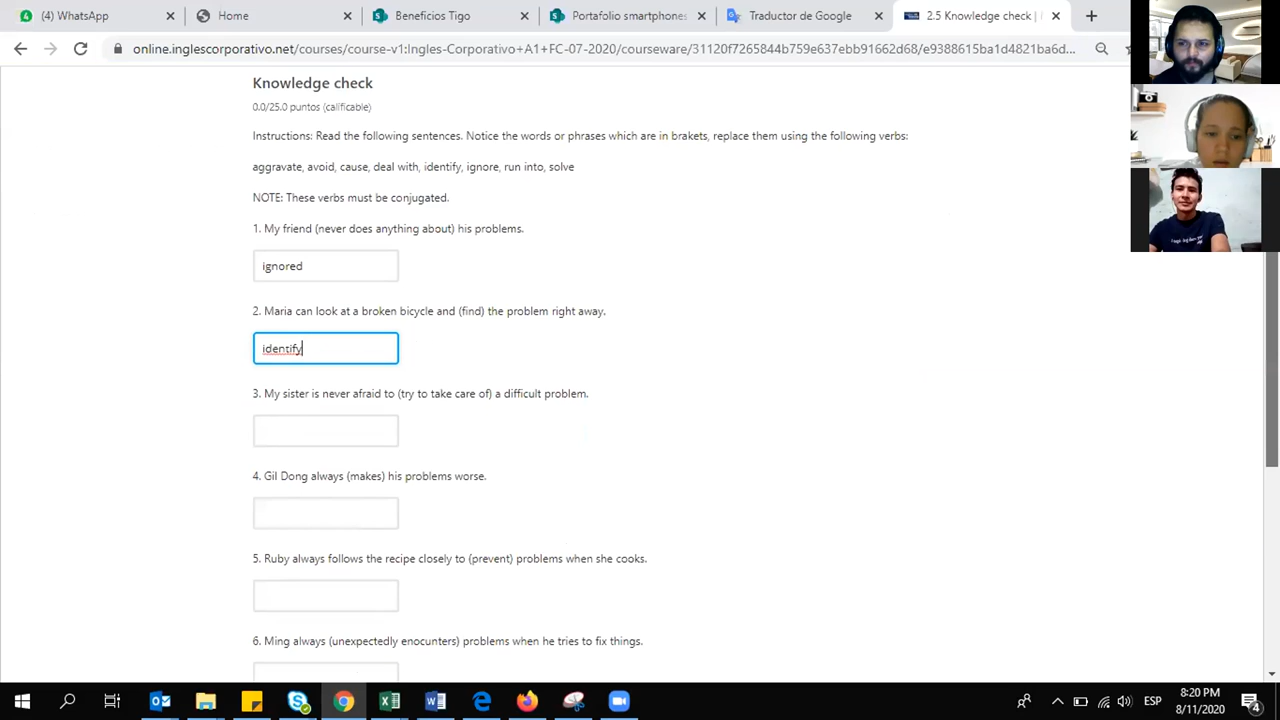 (4) WhatsApp
Home
Beneficios Tigo
Portafolio smartphones
Traductor de Google
2.5 Knowledge check |
online.inglescorporativo.net/courses/course-v1:Ingles-Corporativo+A1+FC-07-2020/courseware/31120f7265844b759e637ebb91662d68/e9388615ba1d4821ba6d...
Knowledge check
0.0/25.0 puntos (calificable)
Instructions: Read the following sentences. Notice the words or phrases which are in brakets, replace them using the following verbs:
aggravate, avoid, cause, deal with, identify, ignore, run into, solve
NOTE: These verbs must be conjugated.
1. My friend (never does anything about) his problems.
ignored
2. Maria can look at a broken bicycle and (find) the problem right away.
identify
3. My sister is never afraid to (try to take care of) a difficult problem.
4. Gil Dong always (makes) his problems worse.
5. Ruby always follows the recipe closely to (prevent) problems when she cooks.
6. Ming always (unexpectedly enocunters) problems when he tries to fix things.
ESP
8:20 PM
8/11/2020
4